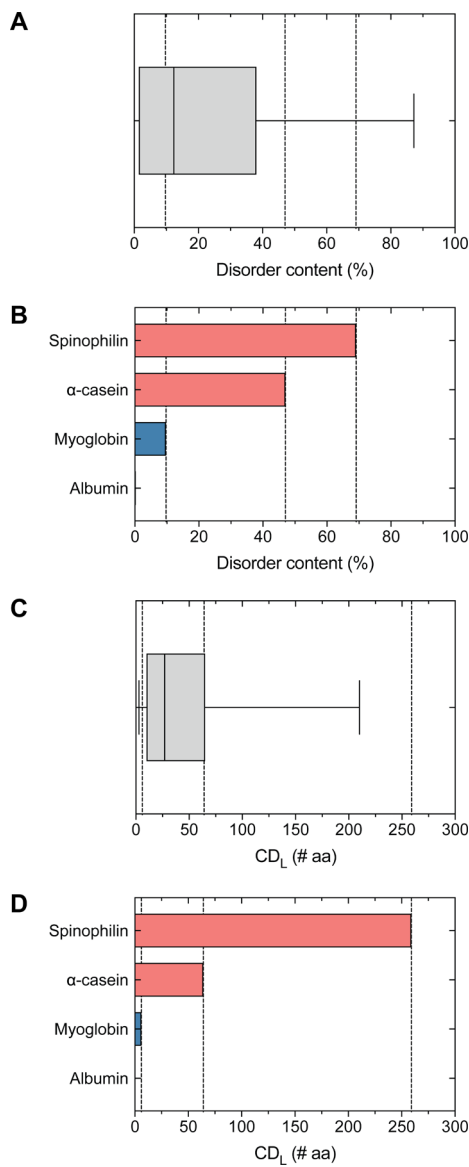 A
0 20 40 60 80 100
Disorder content (%)
B
Spinophilin
α-casein
Myoglobin
Albumin
0 20 40 60 80 100
Disorder content (%)
C
0 50 100 150 200 250 300
CD_L (# aa)
D
Spinophilin
α-casein
Myoglobin
Albumin
0 50 100 150 200 250 300
CD_L (# aa)